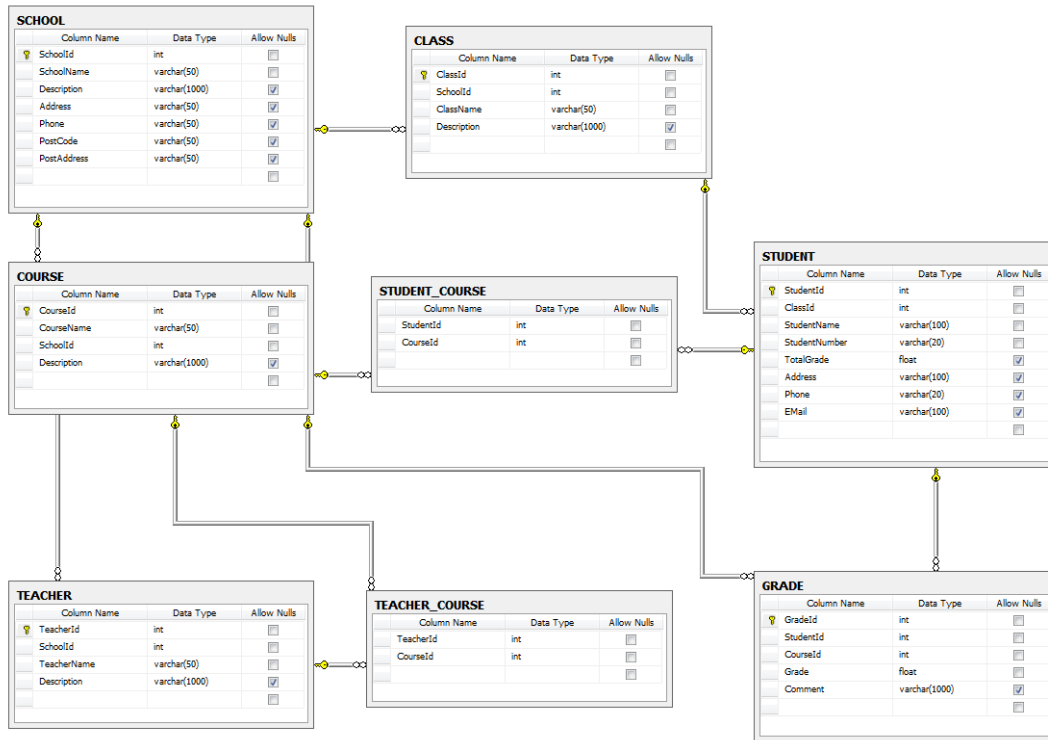 SCHOOL
Column Name Data Type Allow Nulls
SchoolId int
SchoolName varchar(50)
Description varchar(1000)
Address varchar(50)
Phone varchar(50)
PostCode varchar(50)
PostAddress varchar(50)
CLASS
Column Name Data Type Allow Nulls
ClassId int
SchoolId int
ClassName varchar(50)
Description varchar(1000)
COURSE
Column Name Data Type Allow Nulls
CourseId int
CourseName varchar(50)
SchoolId int
Description varchar(1000)
STUDENT_COURSE
Column Name Data Type Allow Nulls
StudentId int
CourseId int
STUDENT
Column Name Data Type Allow Nulls
StudentId int
ClassId int
StudentName varchar(100)
StudentNumber varchar(20)
TotalGrade float
Address varchar(100)
Phone varchar(20)
EMail varchar(100)
TEACHER
Column Name Data Type Allow Nulls
TeacherId int
SchoolId int
TeacherName varchar(50)
Description varchar(1000)
TEACHER_COURSE
Column Name Data Type Allow Nulls
TeacherId int
CourseId int
GRADE
Column Name Data Type Allow Nulls
GradeId int
StudentId int
CourseId int
Grade float
Comment varchar(1000)